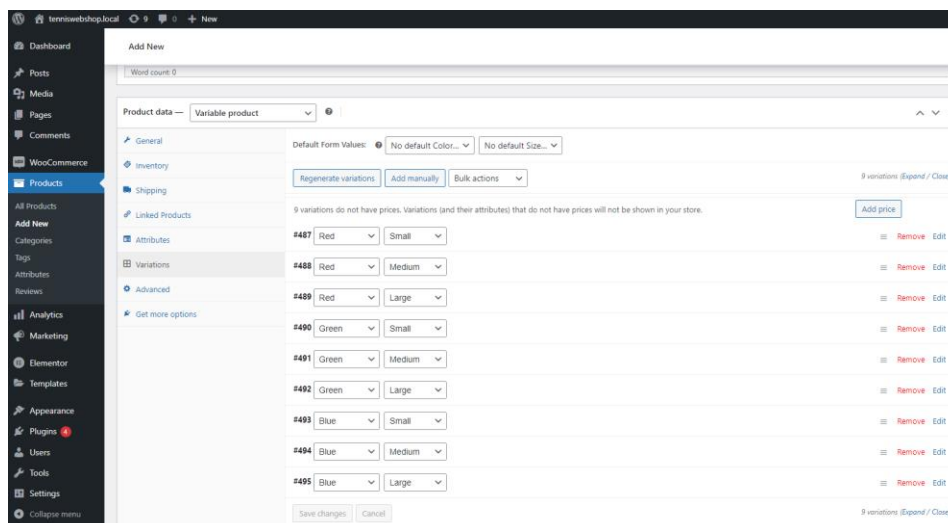 tenniswebshop.local 9 0 + New
Dashboard
Posts
Media
Pages
Comments
WooCommerce
Products
All Products
Add New
Categories
Tags
Attributes
Reviews
Analytics
Marketing
Elementor
Templates
Appearance
Plugins 4
Users
Tools
Settings
Collapse menu
Add New
Word count: 0
Product data — Variable product
General
Inventory
Shipping
Linked Products
Attributes
Variations
Advanced
Get more options
Default Form Values: No default Color... No default Size...
Regenerate variations Add manually Bulk actions 9 variations (Expand / Close
9 variations do not have prices. Variations (and their attributes) that do not have prices will not be shown in your store. Add price
#487 Red Small Remove Edit
#488 Red Medium Remove Edit
#489 Red Large Remove Edit
#490 Green Small Remove Edit
#491 Green Medium Remove Edit
#492 Green Large Remove Edit
#493 Blue Small Remove Edit
#494 Blue Medium Remove Edit
#495 Blue Large Remove Edit
Save changes Cancel 9 variations (Expand / Close